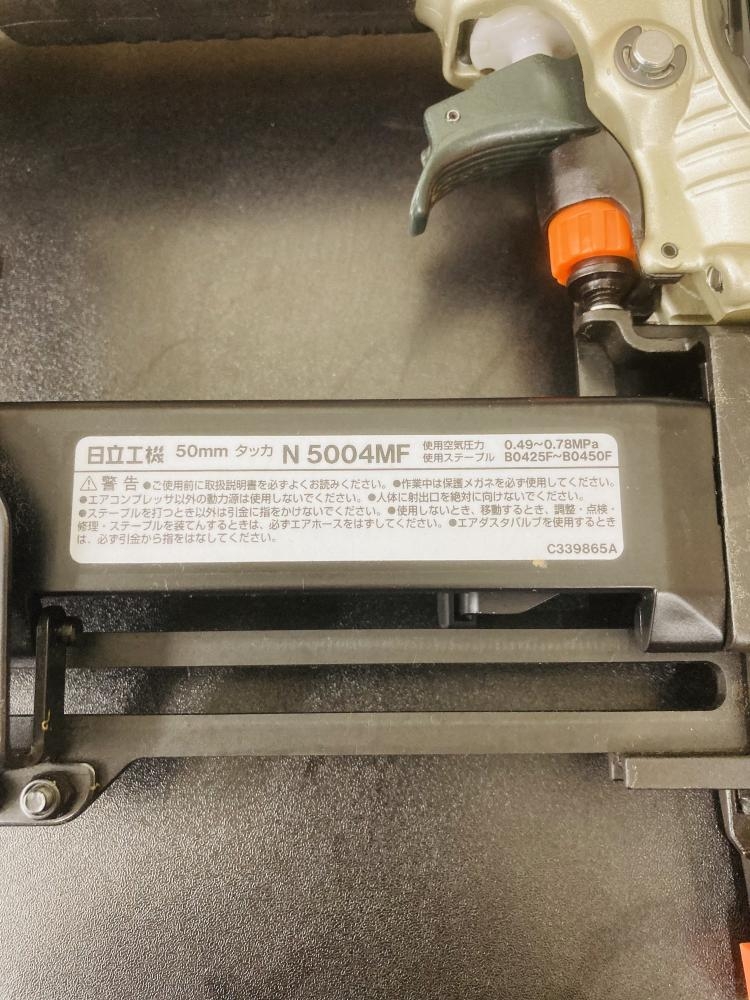 日立工機 50mm タッカ N 5004MF 使用空気圧力 0.49~0.78MPa
使用ステープル B0425F~B0450F
⚠警告 ●ご使用前に取扱説明書を必ずよくお読みください。●作業中は保護メガネを必ず使用してください。
●エアコンプレッサ以外の動力源は使用しないでください。●人体に射出口を絶対に向けないでください。
●ステープルを打つとき以外は引金に指をかけないでください。●使用しないとき、移動するとき、調整・点検・
修理・ステープルを装てんするときは、必ずエアホースをはずしてください。●エアダスタバルブを使用するとき
は、必ず引金から指をはなしてください。
C339865A